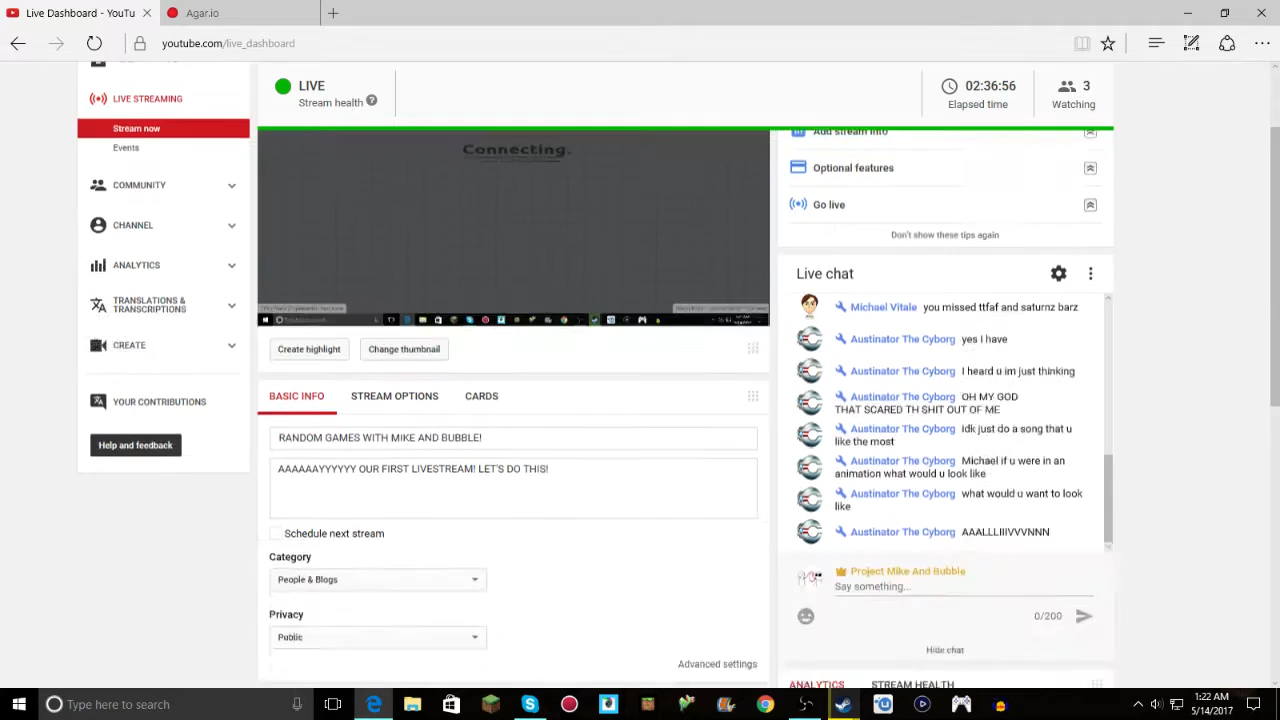 Live Dashboard - YouTu
Agar.io
youtube.com/live_dashboard
LIVE STREAMING
Stream now
Events
COMMUNITY
CHANNEL
ANALYTICS
TRANSLATIONS &
TRANSCRIPTIONS
CREATE
YOUR CONTRIBUTIONS
Help and feedback
LIVE
Stream health
02:36:56
Elapsed time
3
Watching
Connecting.
Create highlight
Change thumbnail
BASIC INFO
STREAM OPTIONS
CARDS
RANDOM GAMES WITH MIKE AND BUBBLE!
AAAAAAYYYYYY OUR FIRST LIVESTREAM! LET'S DO THIS!
Schedule next stream
Category
People & Blogs
Privacy
Public
Advanced settings
Add stream info
Optional features
Go live
Don't show these tips again
Live chat
Michael Vitale you missed ttfaf and saturnz barz
Austinator The Cyborg yes I have
Austinator The Cyborg I heard u im just thinking
Austinator The Cyborg OH MY GOD
THAT SCARED TH SHIT OUT OF ME
Austinator The Cyborg idk just do a song that u
like the most
Austinator The Cyborg Michael if u were in an
animation what would u look like
Austinator The Cyborg what would u want to look
like
Austinator The Cyborg AAALLLIIIVVVNNN
Project Mike And Bubble
Say something...
0/200
Hide chat
ANALYTICS
STREAM HEALTH
Type here to search
1:22 AM
5/14/2017